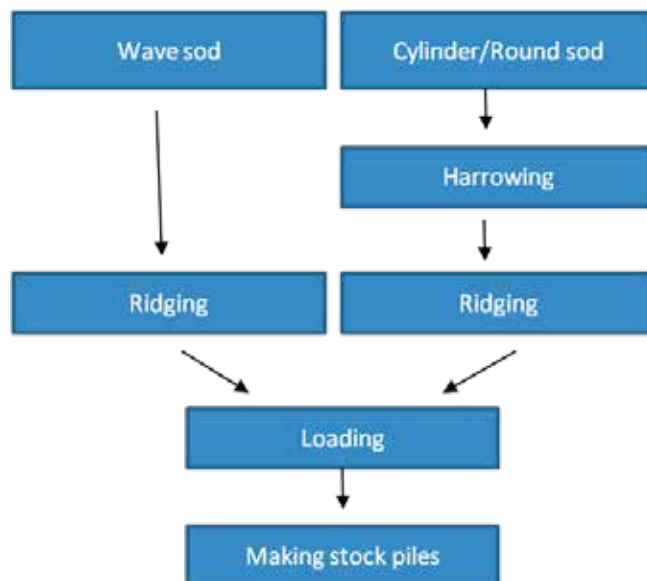 Wave sod
Cylinder/Round sod
Harrowing
Ridging
Ridging
Loading
Making stock piles